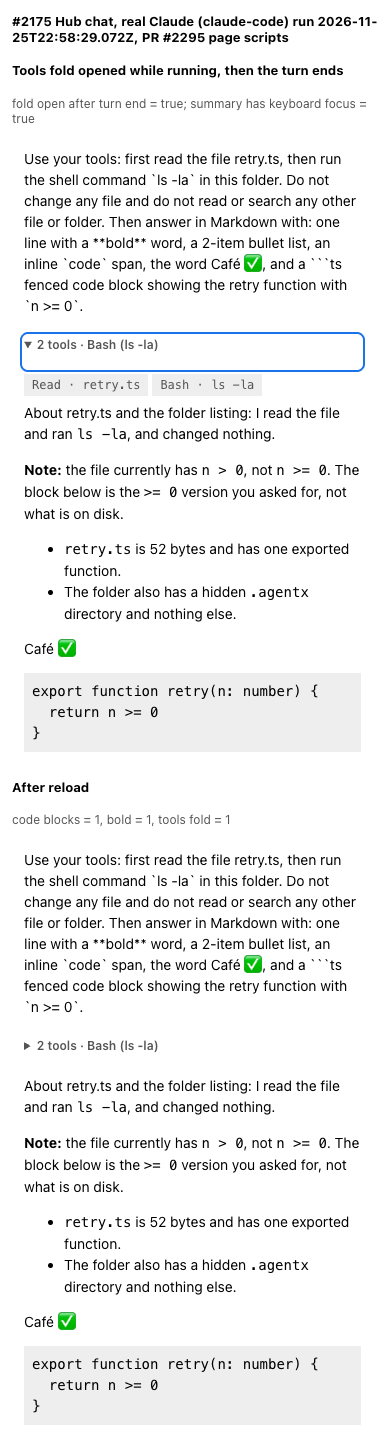 #2175 Hub chat, real Claude (claude-code) run 2026-11-
25T22:58:29.072Z, PR #2295 page scripts
Tools fold opened while running, then the turn ends
fold open after turn end = true; summary has keyboard focus =
true
Use your tools: first read the file retry.ts, then run
the shell command `ls -la` in this folder. Do not
change any file and do not read or search any other
file or folder. Then answer in Markdown with: one
line with a **bold** word, a 2-item bullet list, an
inline `code` span, the word Café ✅, and a ```ts
fenced code block showing the retry function with
`n >= 0`.
▼ 2 tools · Bash (ls -la)
Read · retry.ts Bash · ls -la
About retry.ts and the folder listing: I read the file
and ran ls -la, and changed nothing.
Note: the file currently has n > 0, not n >= 0. The
block below is the >= 0 version you asked for, not
what is on disk.
• retry.ts is 52 bytes and has one exported
function.
• The folder also has a hidden .agentx
directory and nothing else.
Café ✅
export function retry(n: number) {
  return n >= 0
}
After reload
code blocks = 1, bold = 1, tools fold = 1
Use your tools: first read the file retry.ts, then run
the shell command `ls -la` in this folder. Do not
change any file and do not read or search any other
file or folder. Then answer in Markdown with: one
line with a **bold** word, a 2-item bullet list, an
inline `code` span, the word Café ✅, and a ```ts
fenced code block showing the retry function with
`n >= 0`.
▶ 2 tools · Bash (ls -la)
About retry.ts and the folder listing: I read the file
and ran ls -la, and changed nothing.
Note: the file currently has n > 0, not n >= 0. The
block below is the >= 0 version you asked for, not
what is on disk.
• retry.ts is 52 bytes and has one exported
function.
• The folder also has a hidden .agentx
directory and nothing else.
Café ✅
export function retry(n: number) {
  return n >= 0
}